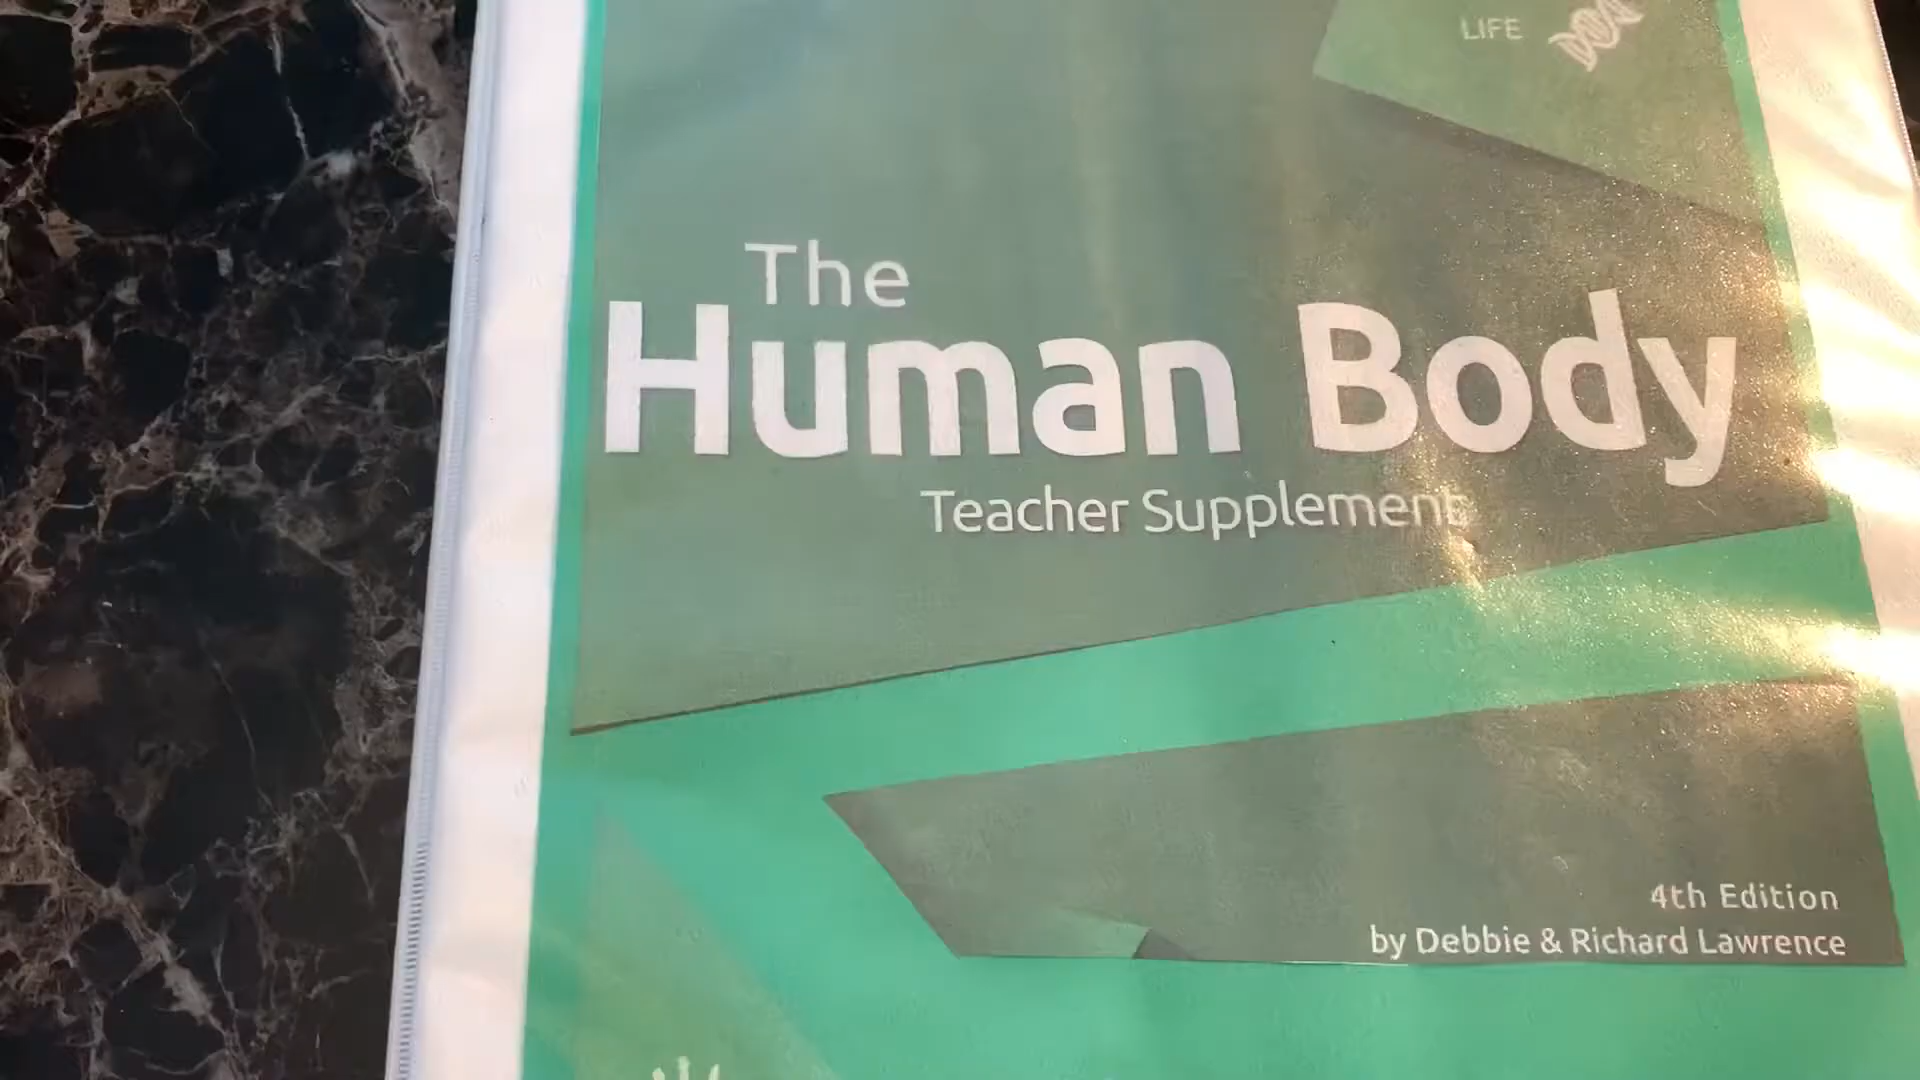 LIFE
The
Human Body
Teacher Supplement
4th Edition
by Debbie & Richard Lawrence